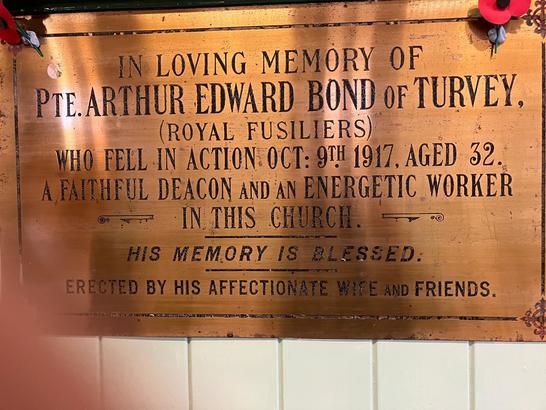 IN LOVING MEMORY OF
PTE. ARTHUR EDWARD BOND OF TURVEY,
(ROYAL FUSILIERS)
WHO FELL IN ACTION OCT: 9TH 1917, AGED 32.
A FAITHFUL DEACON AND AN ENERGETIC WORKER
IN THIS CHURCH.
HIS MEMORY IS BLESSED.
ERECTED BY HIS AFFECTIONATE WIFE AND FRIENDS.